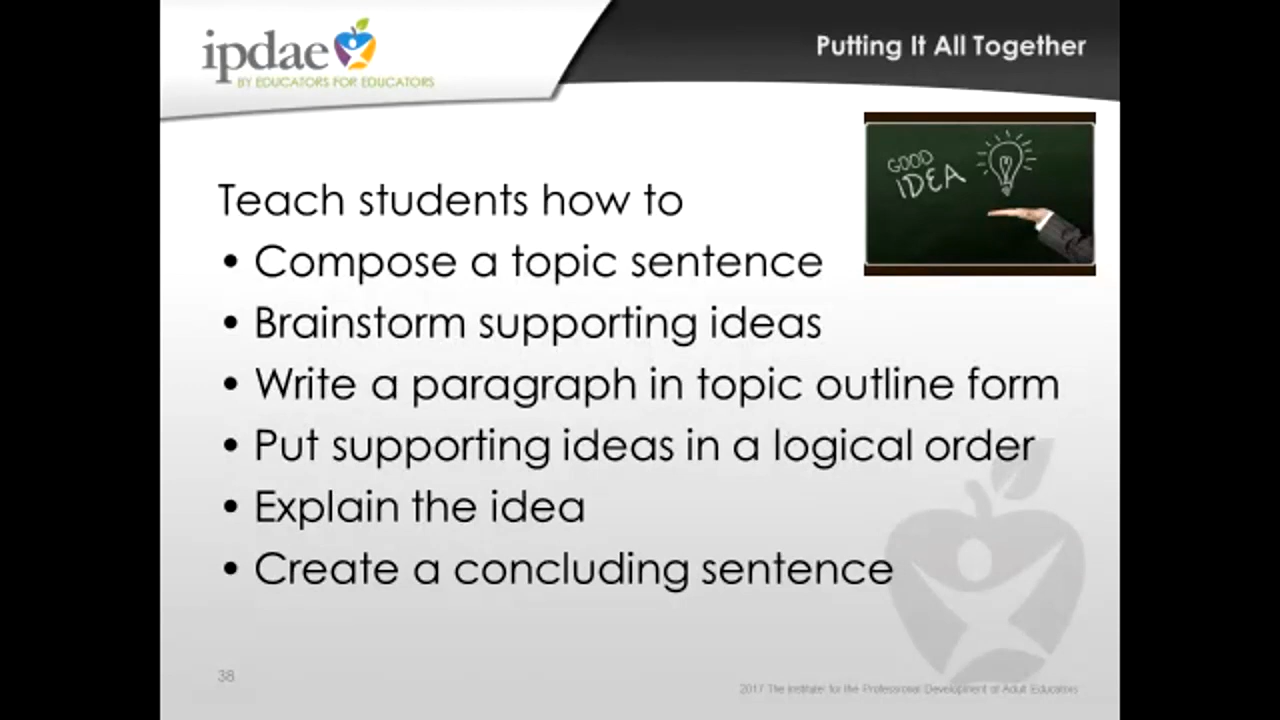 ipdae
BY EDUCATORS FOR EDUCATORS
Putting It All Together
GOOD
IDEA
Teach students how to
• Compose a topic sentence
• Brainstorm supporting ideas
• Write a paragraph in topic outline form
• Put supporting ideas in a logical order
• Explain the idea
• Create a concluding sentence
38
2017 The Institute for the Professional Development of Adult Educators